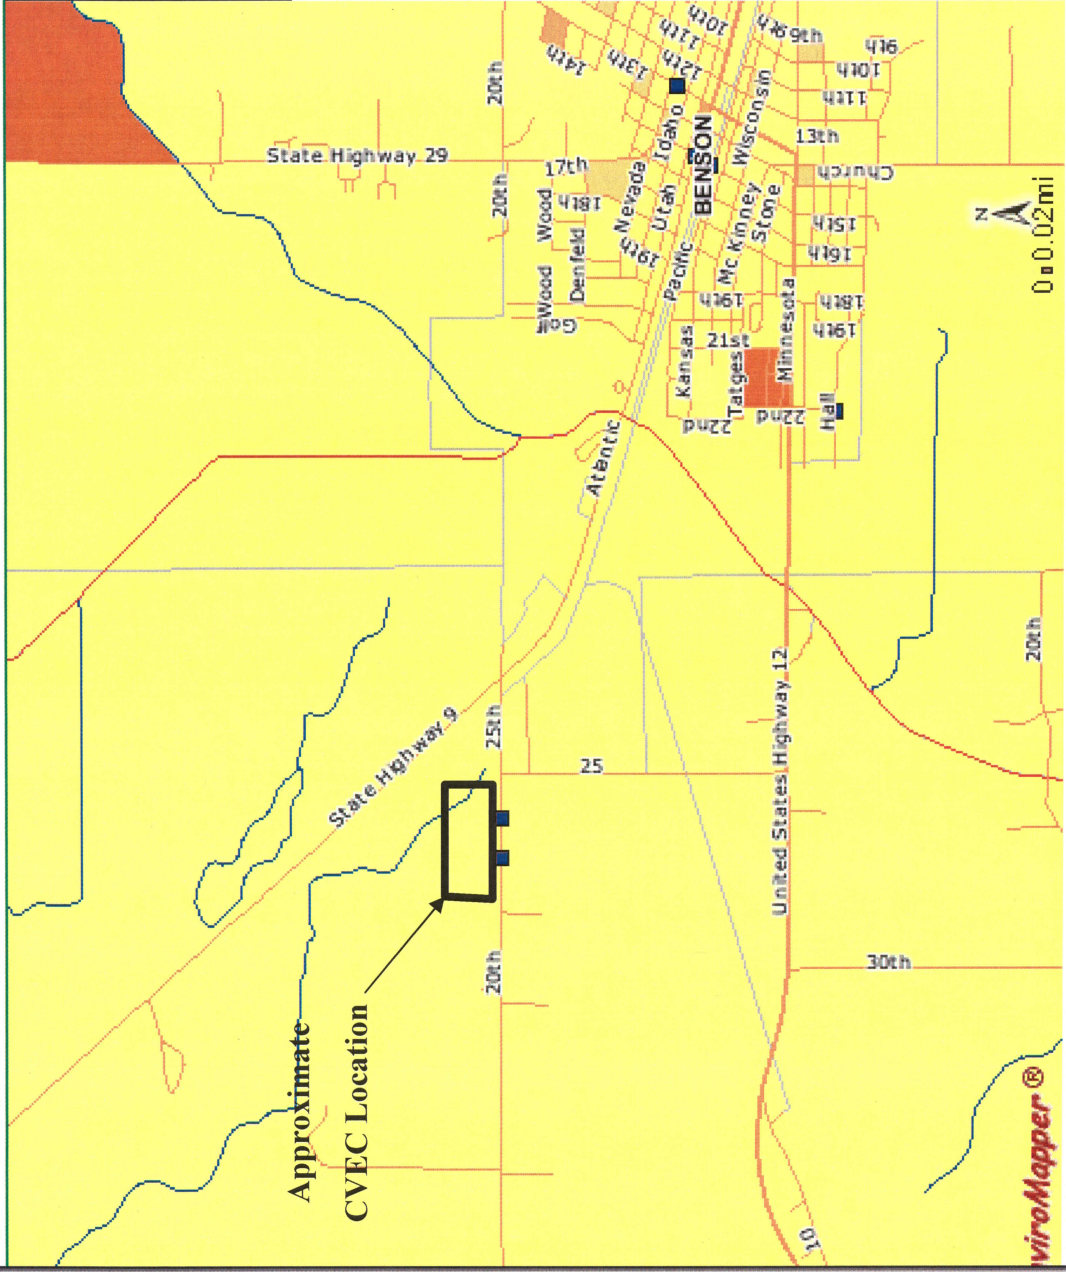 20th
10th
9th
9th
9th
14th
13th
12th
11th
10th
11th
Wisconsin
Idaho
State Highway 29
17th
13th
BENSON
Church
20th
Wood
18th
Nevada
Utah
Mc Kinney
Stone
15th
16th
19th
Denfeld
Wood
Pacific
19th
Minnesota
18th
19th
Golf
Kansas
21st
Tatges
22nd
22nd
Hall
Atlantic
N
0 0.02mi
State Highway 9
25th
25
United States Highway 12
20th
20th
30th
Approximate
CVEC Location
10
viroMapper®